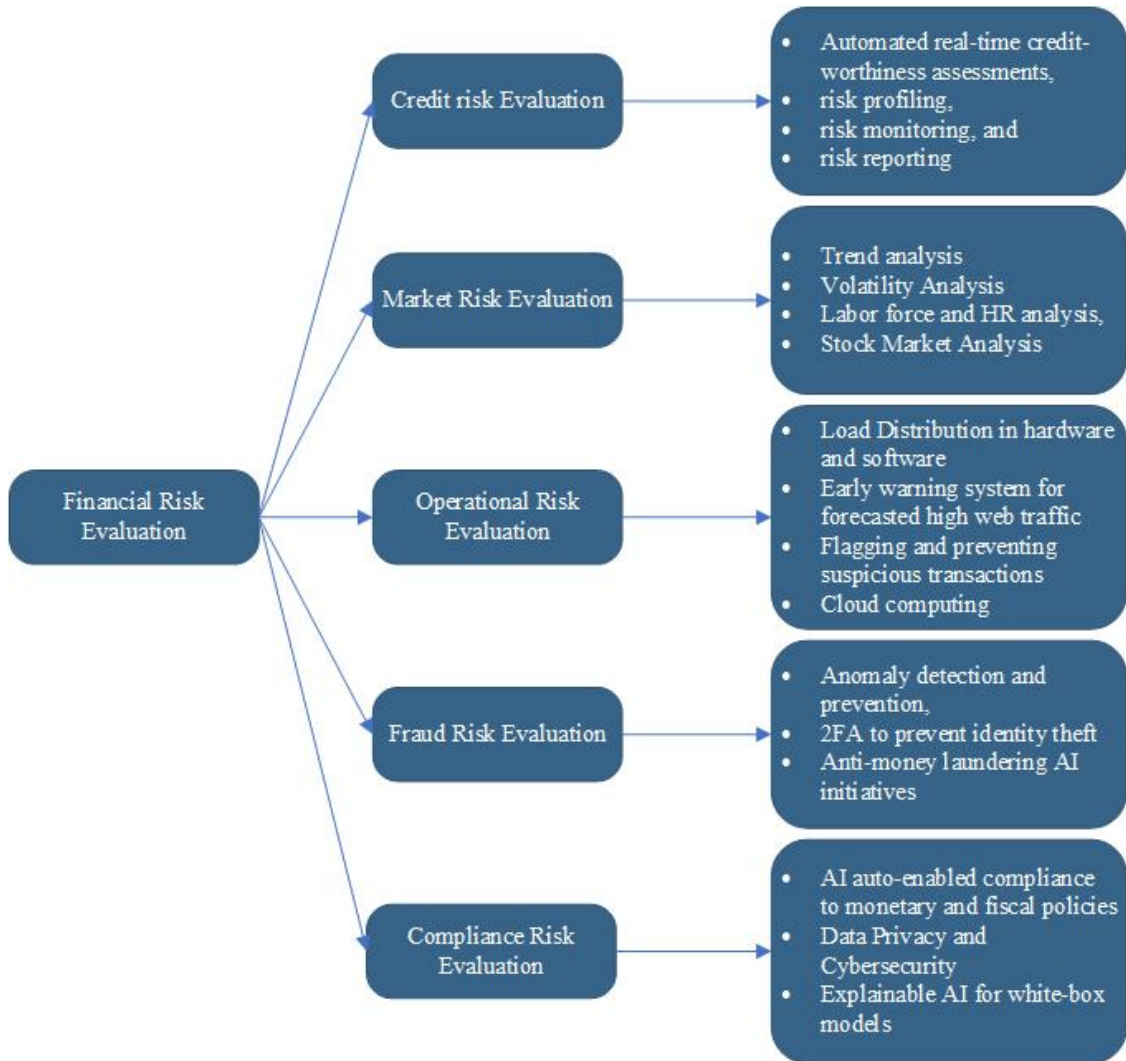 Financial Risk
Evaluation
Credit risk Evaluation
• Automated real-time credit-
worthiness assessments,
• risk profiling,
• risk monitoring, and
• risk reporting
Market Risk Evaluation
• Trend analysis
• Volatility Analysis
• Labor force and HR analysis,
• Stock Market Analysis
Operational Risk
Evaluation
• Load Distribution in hardware
and software
• Early warning system for
forecasted high web traffic
• Flagging and preventing
suspicious transactions
• Cloud computing
Fraud Risk Evaluation
• Anomaly detection and
prevention,
• 2FA to prevent identity theft
• Anti-money laundering AI
initiatives
Compliance Risk
Evaluation
• AI auto-enabled compliance
to monetary and fiscal policies
• Data Privacy and
Cybersecurity
• Explainable AI for white-box
models